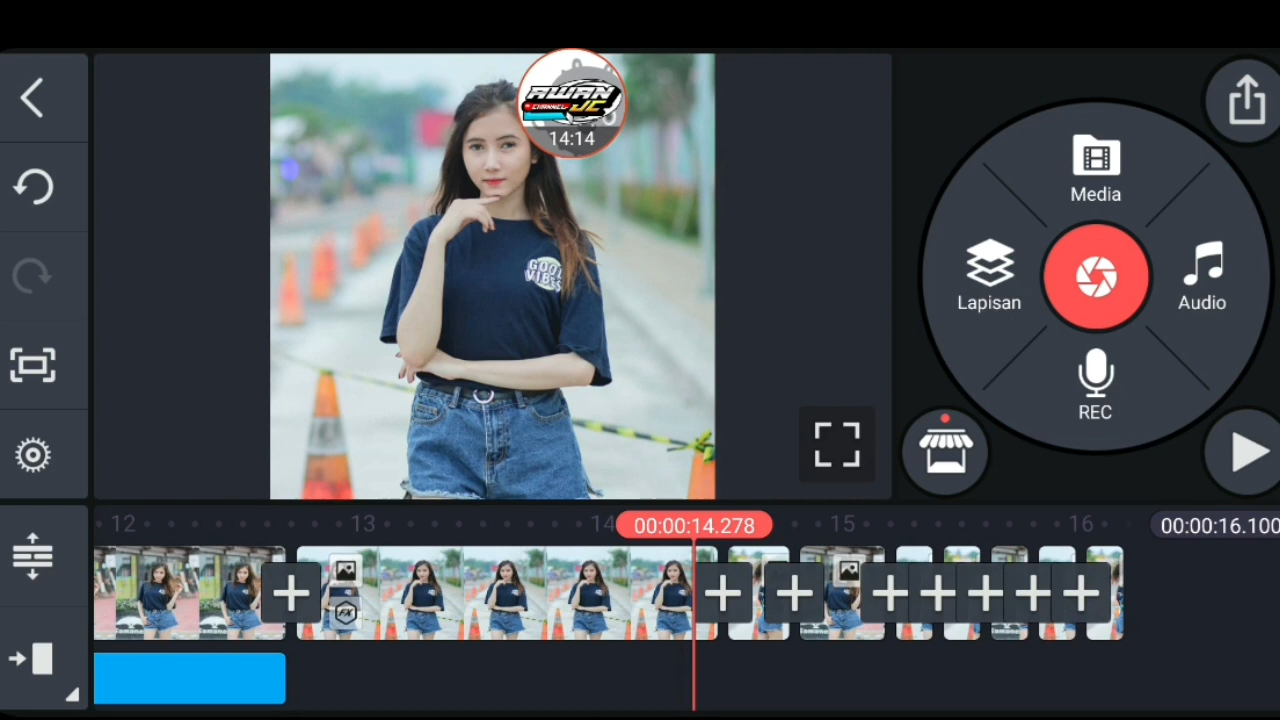 AWAN
CHANNEL JC
14:14
GOOD
VIBES
Media
Lapisan
Audio
REC
12
13
14
00:00:14.278
15
16
00:00:16.100